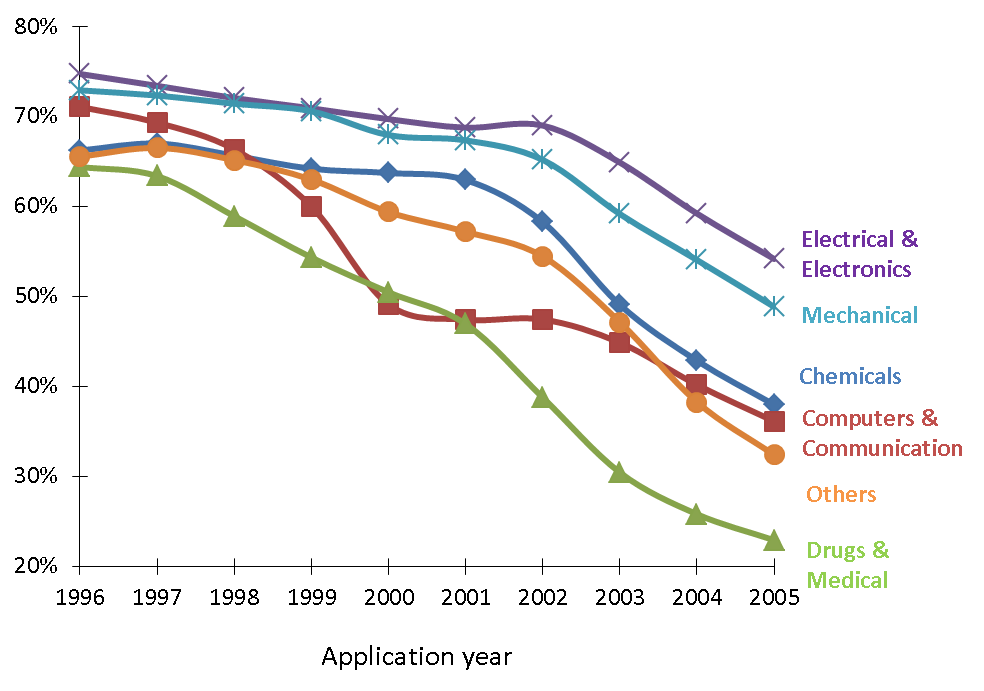 80%
70%
60%
50%
40%
30%
20%
1996 1997 1998 1999 2000 2001 2002 2003 2004 2005
Application year
Electrical &
Electronics
Mechanical
Chemicals
Computers &
Communication
Others
Drugs &
Medical